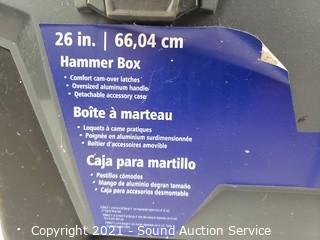 26 in. | 66,04 cm
Hammer Box
• Comfort cam-over latches
• Oversized aluminum handle
• Detachable accessory case
Boîte à marteau
• Loquets à came pratiques
• Poignée en aluminium surdimensionnée
• Boîtier d'accessoires amovible
Caja para martillo
• Pestillos cómodos
• Mango de aluminio degran tamaño
• Caja para accesorios desmontable
Copyright 2021 - Sound Auction Service